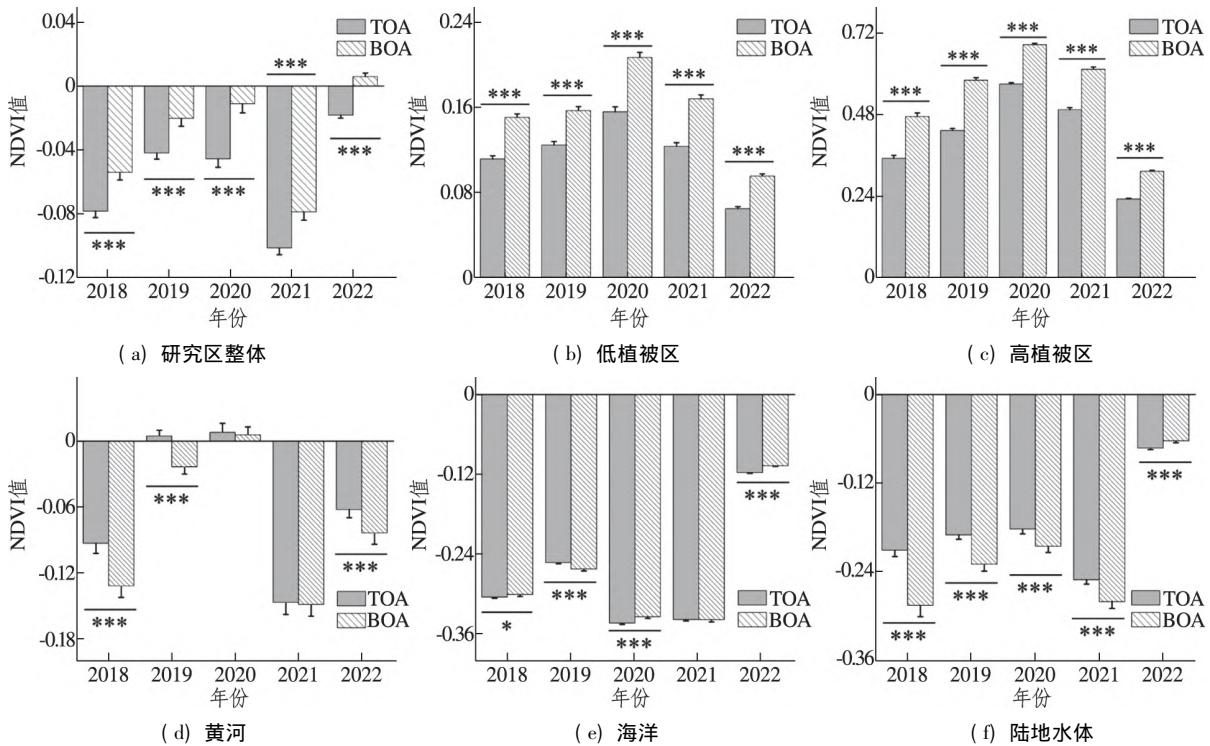 0.04
0
-0.04
-0.08
-0.12
NDVI值
TOA
BOA
***
***
***
***
***
2018 2019 2020 2021 2022
年份
( a) 研究区整体
0.24
0.16
0.08
0
NDVI值
TOA
BOA
***
***
***
***
***
2018 2019 2020 2021 2022
年份
( b) 低植被区
0.72
0.48
0.24
0
NDVI值
TOA
BOA
***
***
***
***
***
2018 2019 2020 2021 2022
年份
( c) 高植被区
0
-0.06
-0.12
-0.18
NDVI值
TOA
BOA
***
***
***
2018 2019 2020 2021 2022
年份
( d) 黄河
0
-0.12
-0.24
-0.36
NDVI值
TOA
BOA
*
***
***
***
2018 2019 2020 2021 2022
年份
( e) 海洋
0
-0.12
-0.24
-0.36
NDVI值
TOA
BOA
***
***
***
***
***
2018 2019 2020 2021 2022
年份
( f) 陆地水体